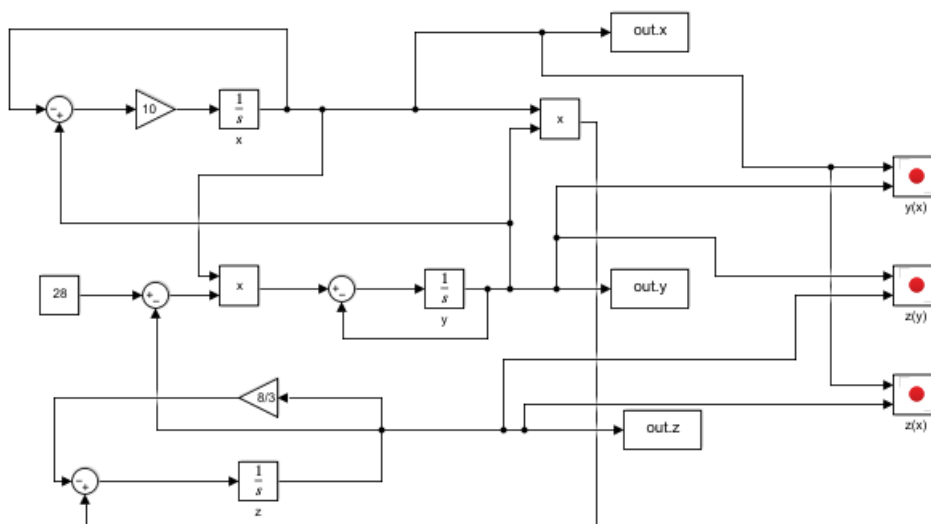 out.x
10
1
s
x
x
y(x)
28
x
1
s
y
out.y
z(y)
8/3
out.z
z(x)
1
s
z